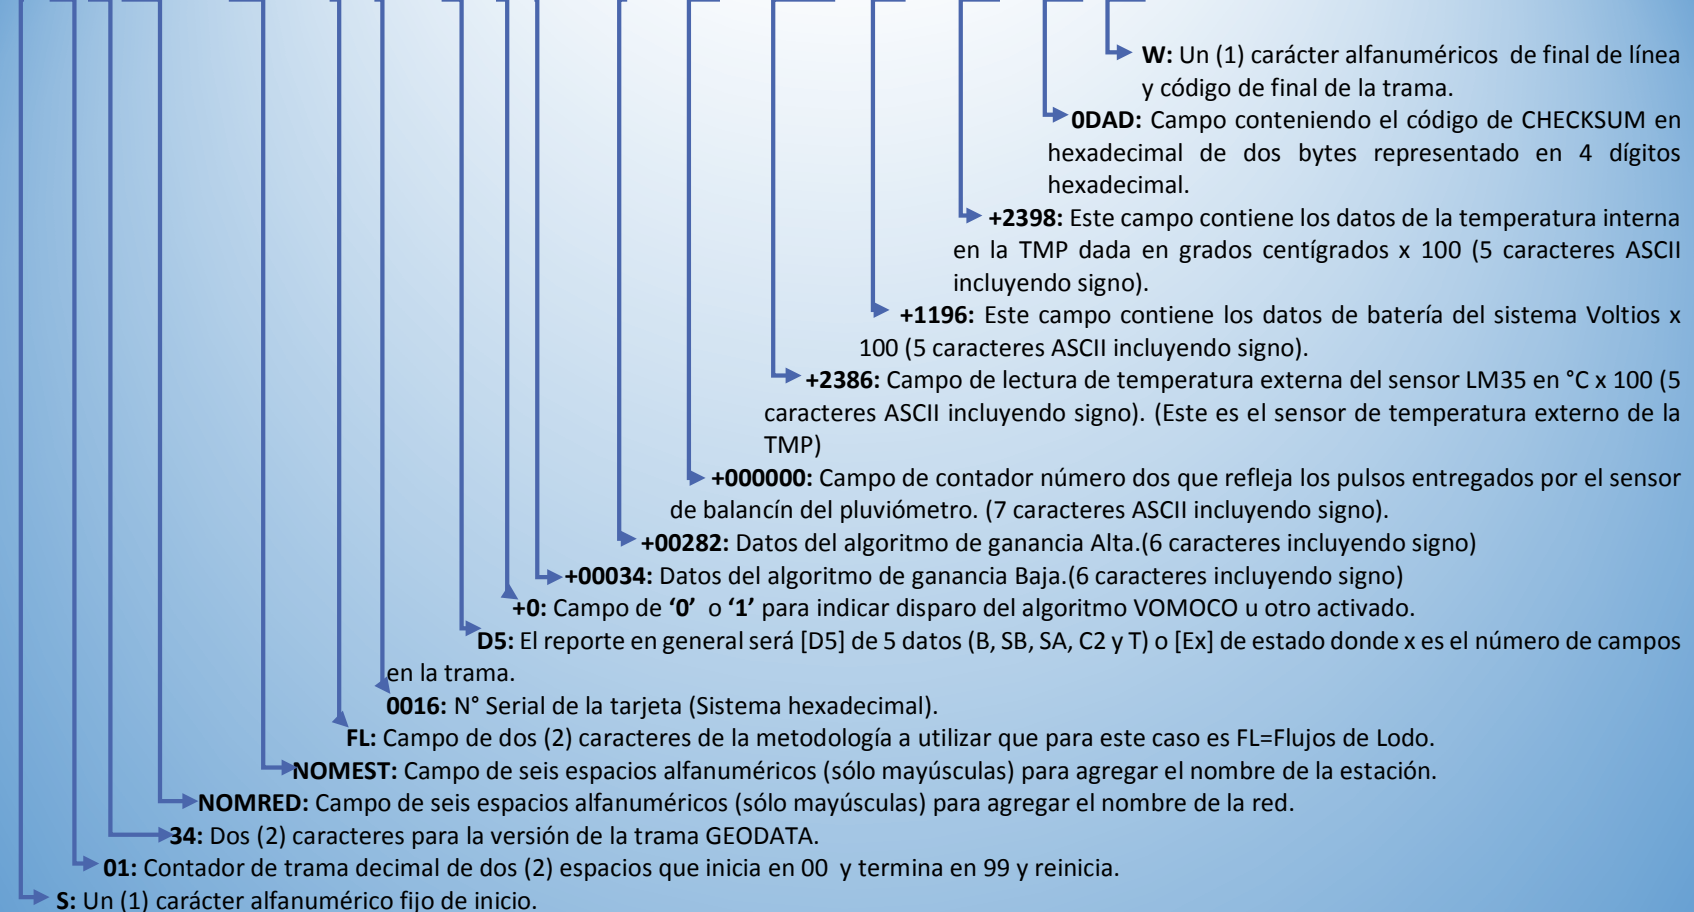 W: Un (1) carácter alfanuméricos de final de línea
y código de final de la trama.
0DAD: Campo conteniendo el código de CHECKSUM en
hexadecimal de dos bytes representado en 4 dígitos
hexadecimal.
+2398: Este campo contiene los datos de la temperatura interna
en la TMP dada en grados centígrados x 100 (5 caracteres ASCII
incluyendo signo).
+1196: Este campo contiene los datos de batería del sistema Voltios x
100 (5 caracteres ASCII incluyendo signo).
+2386: Campo de lectura de temperatura externa del sensor LM35 en °C x 100 (5
caracteres ASCII incluyendo signo). (Este es el sensor de temperatura externo de la
TMP)
+000000: Campo de contador número dos que refleja los pulsos entregados por el sensor
de balancín del pluviómetro. (7 caracteres ASCII incluyendo signo).
+00282: Datos del algoritmo de ganancia Alta.(6 caracteres incluyendo signo)
+00034: Datos del algoritmo de ganancia Baja.(6 caracteres incluyendo signo)
+0: Campo de ‘0’ o ‘1’ para indicar disparo del algoritmo VOMOCO u otro activado.
D5: El reporte en general será [D5] de 5 datos (B, SB, SA, C2 y T) o [Ex] de estado donde x es el número de campos
en la trama.
0016: N° Serial de la tarjeta (Sistema hexadecimal).
FL: Campo de dos (2) caracteres de la metodología a utilizar que para este caso es FL=Flujos de Lodo.
NOMEST: Campo de seis espacios alfanuméricos (sólo mayúsculas) para agregar el nombre de la estación.
NOMRED: Campo de seis espacios alfanuméricos (sólo mayúsculas) para agregar el nombre de la red.
34: Dos (2) caracteres para la versión de la trama GEODATA.
01: Contador de trama decimal de dos (2) espacios que inicia en 00 y termina en 99 y reinicia.
S: Un (1) carácter alfanumérico fijo de inicio.